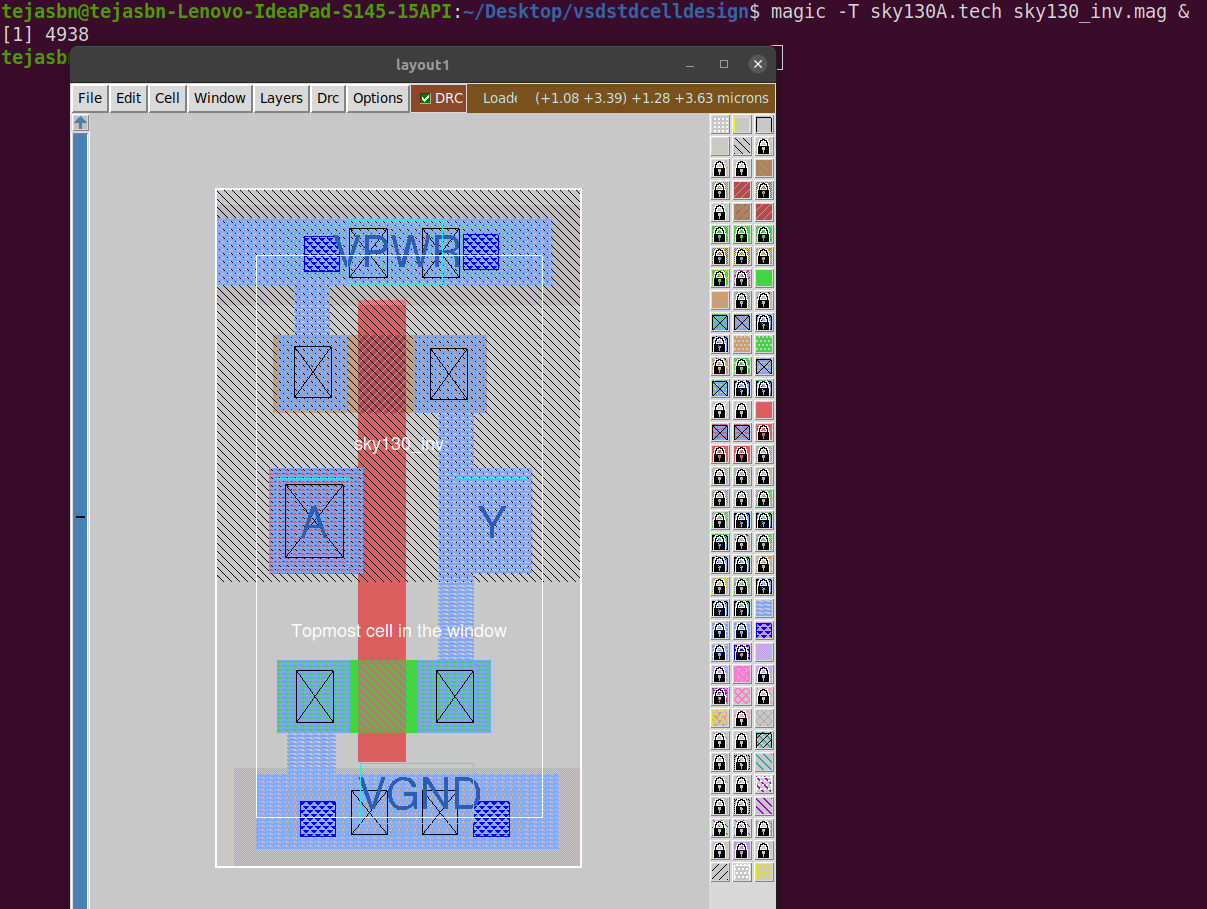 tejasbn@tejasbn-Lenovo-IdeaPad-S145-15API:~/Desktop/vsdstdcelldesign$ magic -T sky130A.tech sky130_inv.mag &
[1] 4938
tejasb
layout1
File Edit Cell Window Layers Drc Options DRC Loade (+1.08 +3.39) +1.28 +3.63 microns
VPWR
sky130_inv
A Y
Topmost cell in the window
VGND